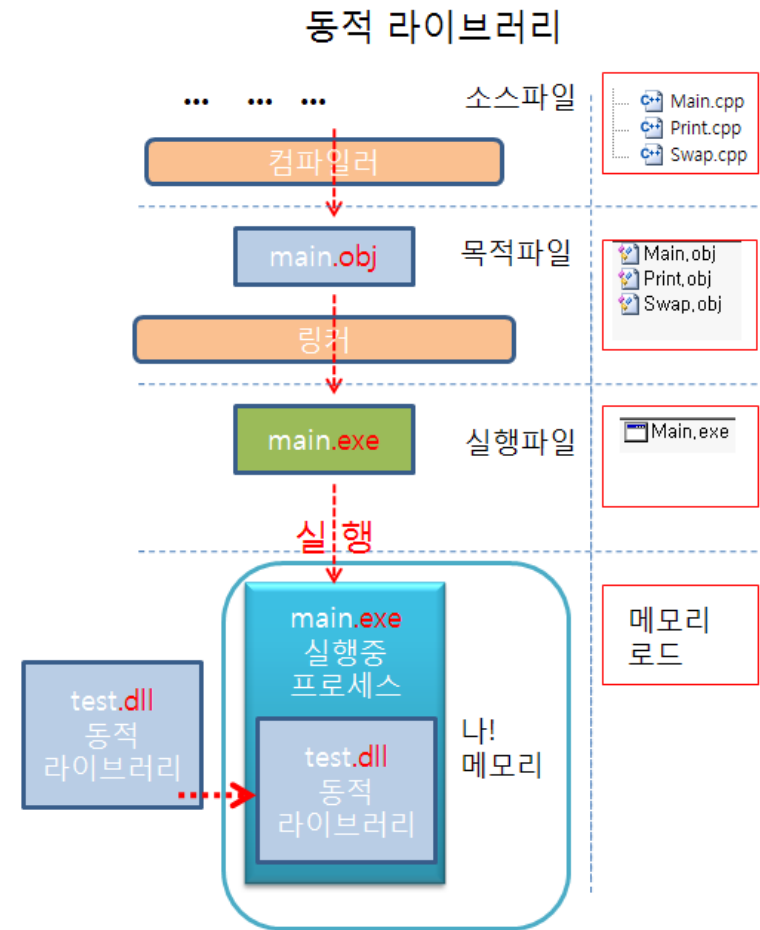 동적 라이브러리
... ... ...
소스파일
Main.cpp
Print.cpp
Swap.cpp
컴파일러
main.obj
목적파일
Main.obj
Print.obj
Swap.obj
링커
main.exe
실행파일
Main.exe
실행
main.exe
실행중
프로세스
메모리
로드
test.dll
동적
라이브러리
test.dll
동적
라이브러리
나!
메모리